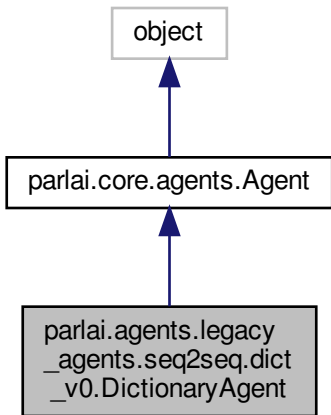 object
parlai.core.agents.Agent
parlai.agents.legacy
_agents.seq2seq.dict
_v0.DictionaryAgent